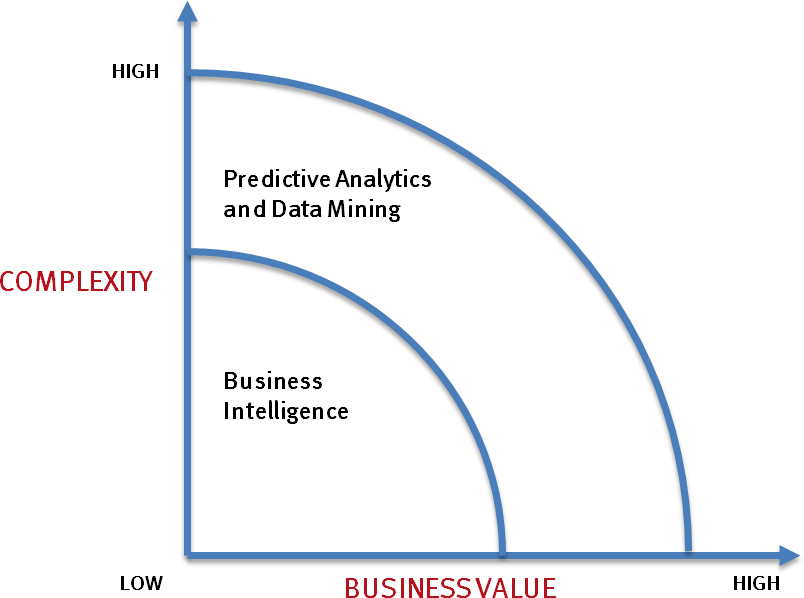 HIGH
Predictive Analytics
and Data Mining
COMPLEXITY
Business
Intelligence
LOW
BUSINESS VALUE
HIGH